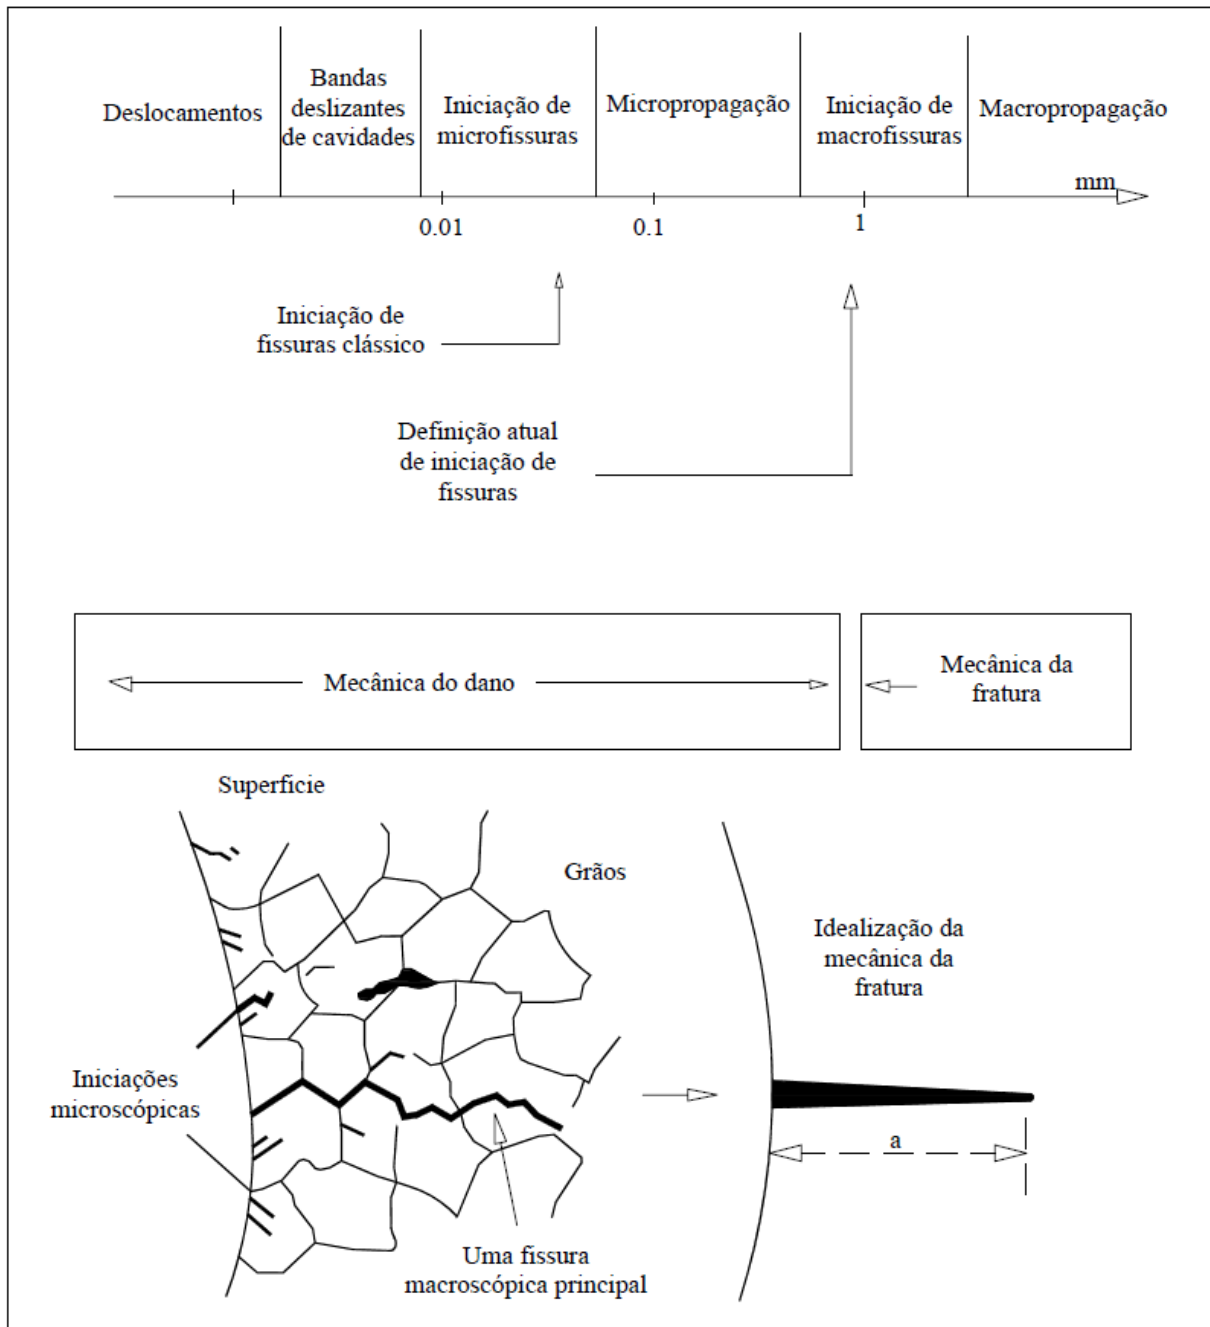 Deslocamentos
Bandas
deslizantes
de cavidades
Iniciação de
microfissuras
Micropropagação
Iniciação de
macrofissuras
Macropropagação
mm
0.01
0.1
1
Iniciação de
fissuras clássico
Definição atual
de iniciação de
fissuras
Mecânica do dano
Mecânica da
fratura
Superfície
Grãos
Idealização da
mecânica da
fratura
Iniciações
microscópicas
a
Uma fissura
macroscópica principal